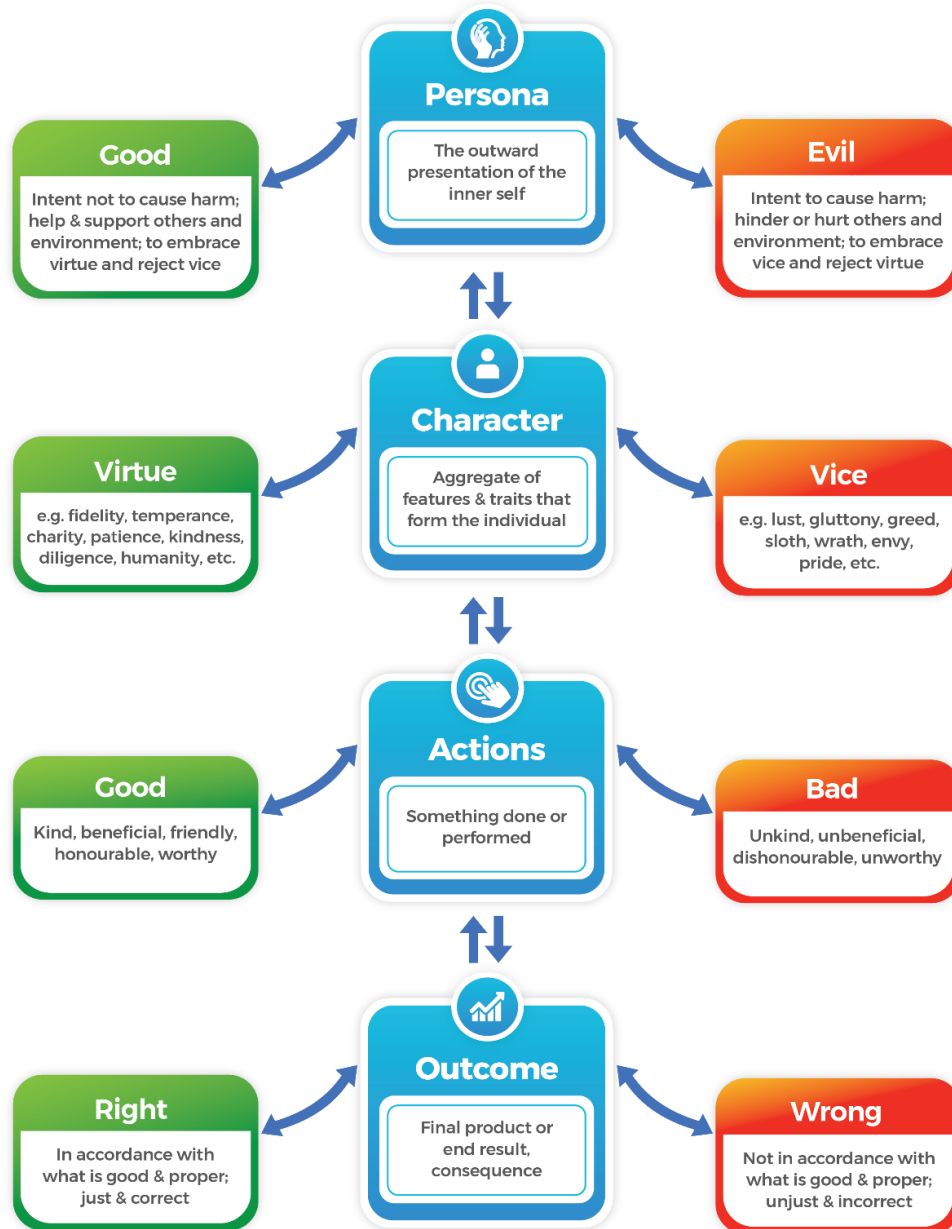 Persona
The outward
presentation of the
inner self
Good
Intent not to cause harm;
help & support others and
environment; to embrace
virtue and reject vice
Evil
Intent to cause harm;
hinder or hurt others and
environment; to embrace
vice and reject virtue
Character
Aggregate of
features & traits that
form the individual
Virtue
e.g. fidelity, temperance,
charity, patience, kindness,
diligence, humanity, etc.
Vice
e.g. lust, gluttony, greed,
sloth, wrath, envy,
pride, etc.
Actions
Something done or
performed
Good
Kind, beneficial, friendly,
honourable, worthy
Bad
Unkind, unbeneficial,
dishonourable, unworthy
Outcome
Final product or
end result,
consequence
Right
In accordance with
what is good & proper;
just & correct
Wrong
Not in accordance with
what is good & proper;
unjust & incorrect